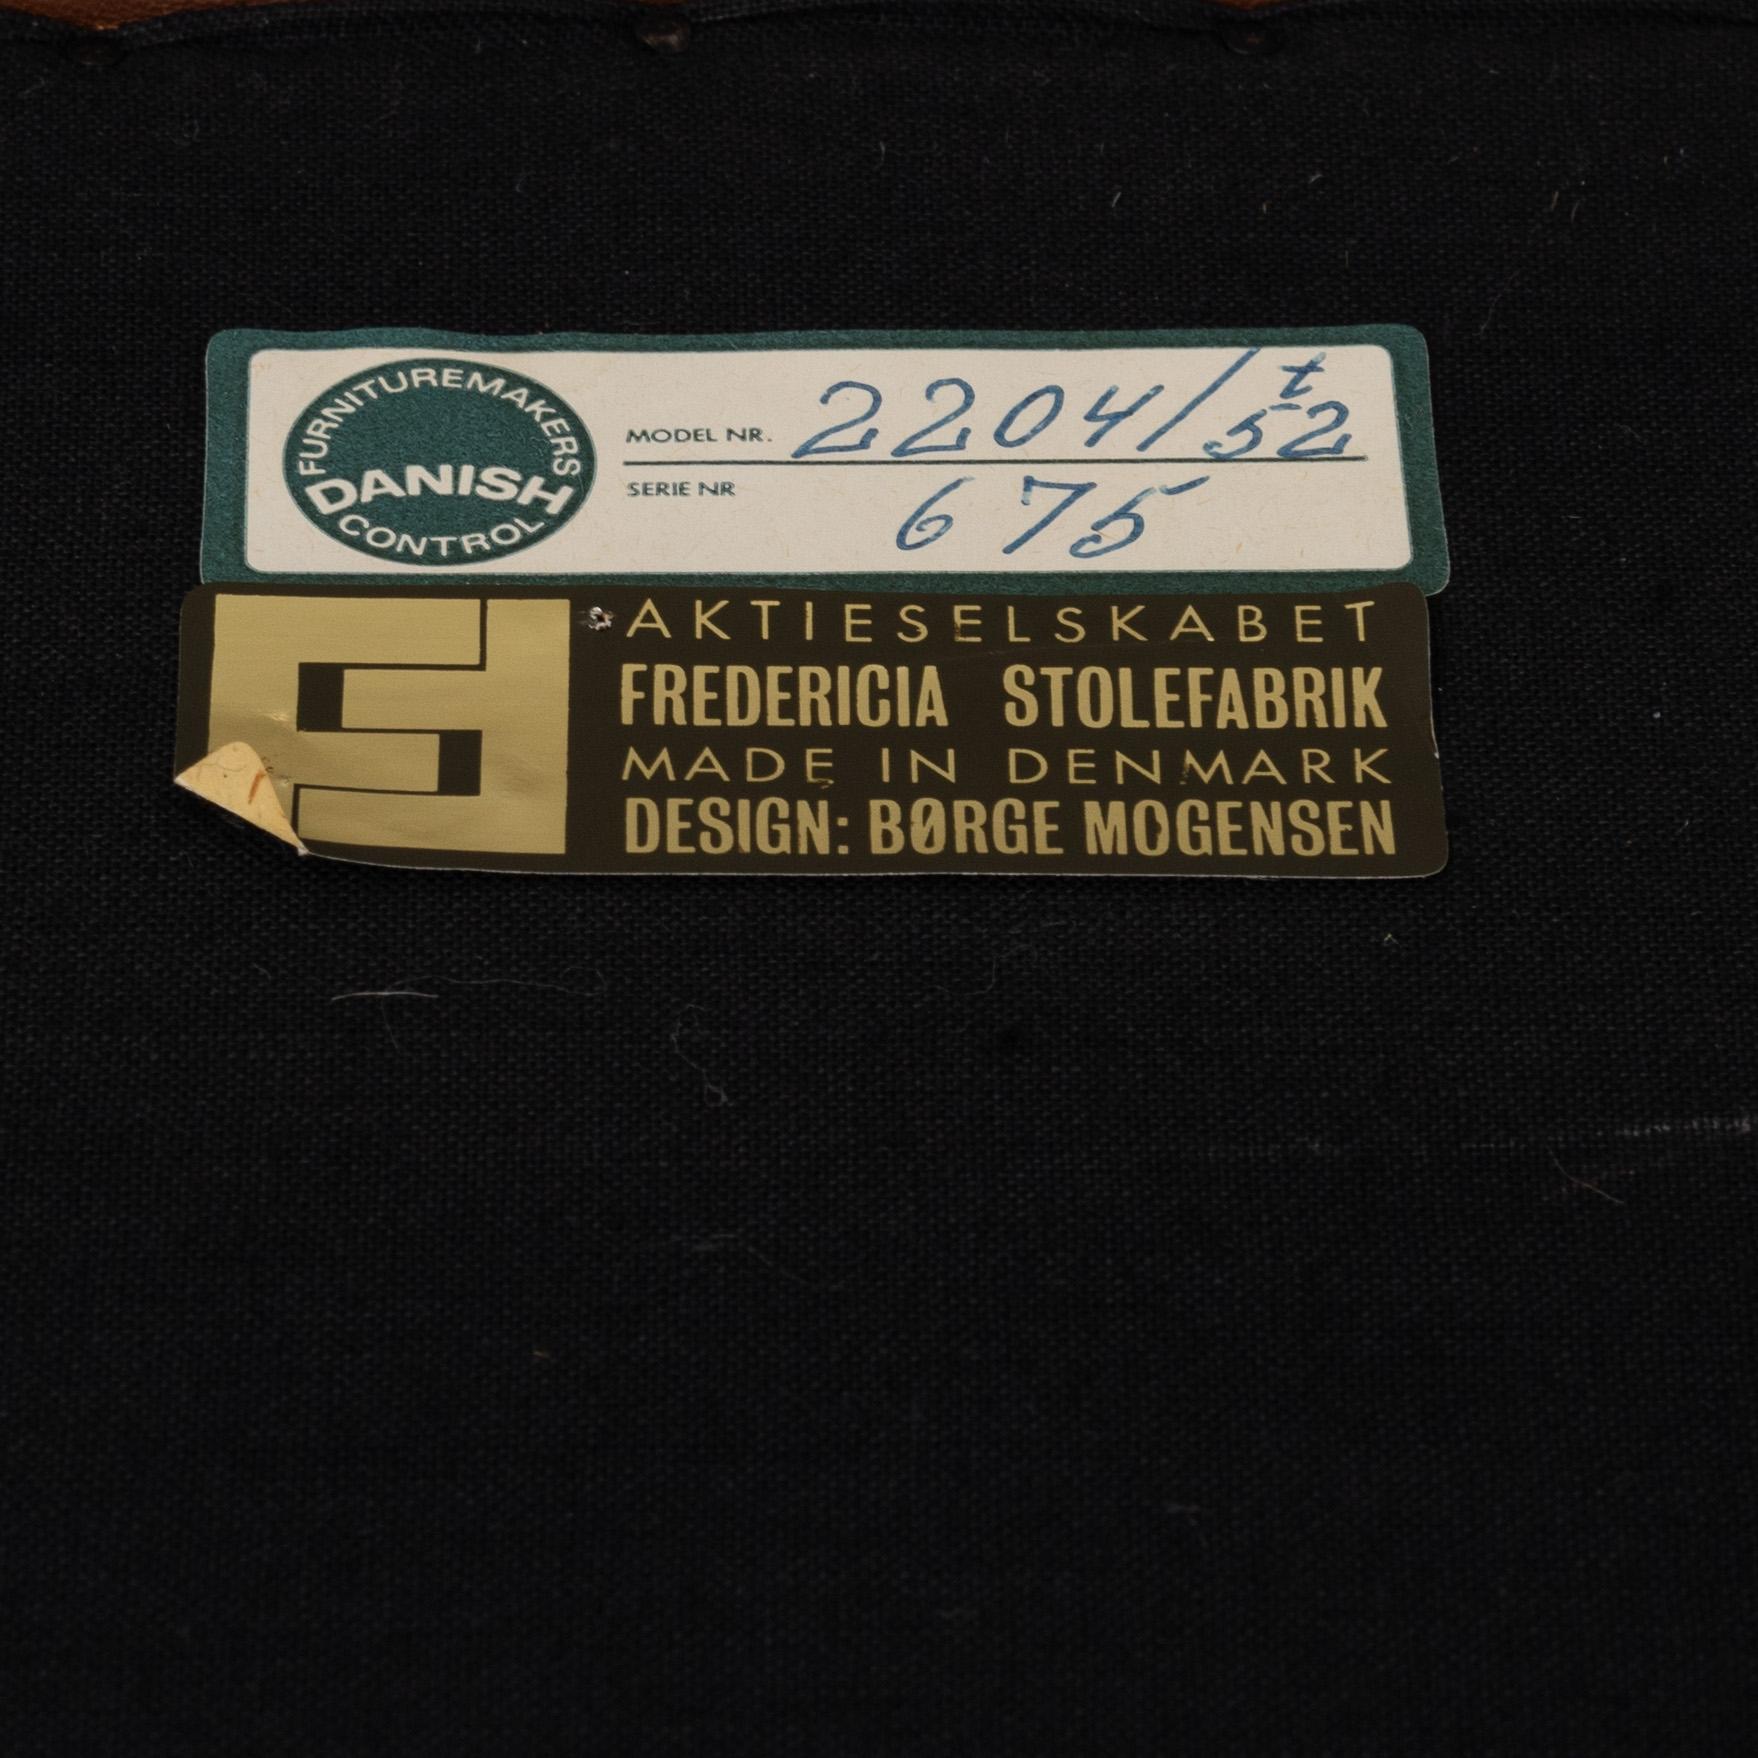 FURNITUREMAKERS
DANISH
CONTROL
MODEL NR. 2204/52 t
SERIE NR 675
AKTIESELSKABET
FREDERICIA STOLEFABRIK
MADE IN DENMARK
DESIGN: BØRGE MOGENSEN